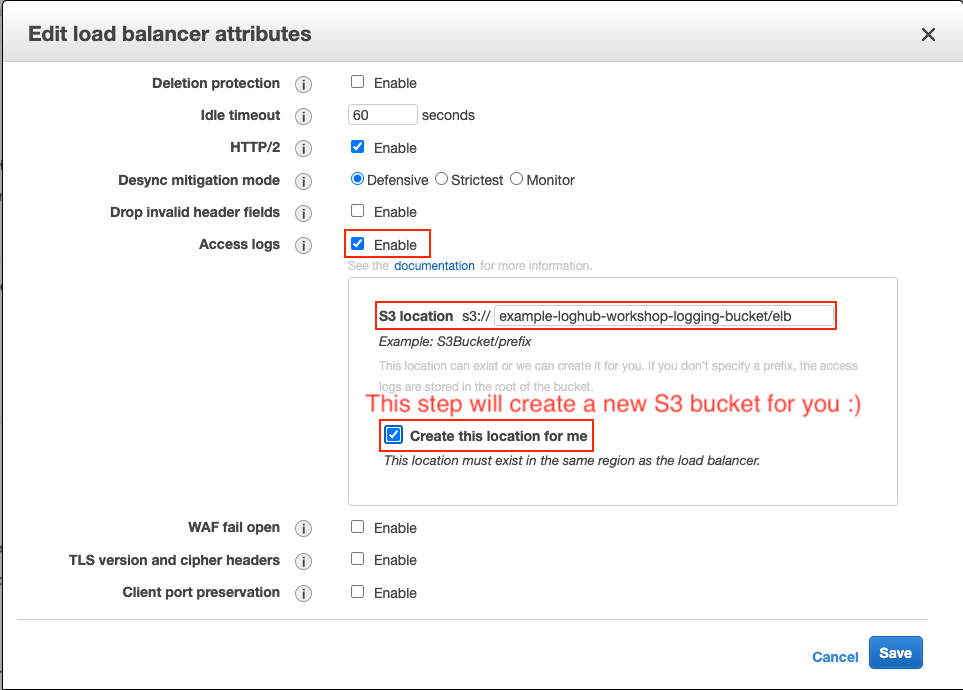 Edit load balancer attributes
Deletion protection Enable
Idle timeout 60 seconds
HTTP/2 Enable
Desync mitigation mode Defensive Strictest Monitor
Drop invalid header fields Enable
Access logs Enable
See the documentation for more information.
S3 location s3:// example-loghub-workshop-logging-bucket/elb
Example: S3Bucket/prefix
This location can exist or we can create it for you. If you don't specify a prefix, the access
logs are stored in the root of the bucket.
This step will create a new S3 bucket for you :)
Create this location for me
This location must exist in the same region as the load balancer.
WAF fail open Enable
TLS version and cipher headers Enable
Client port preservation Enable
Cancel Save